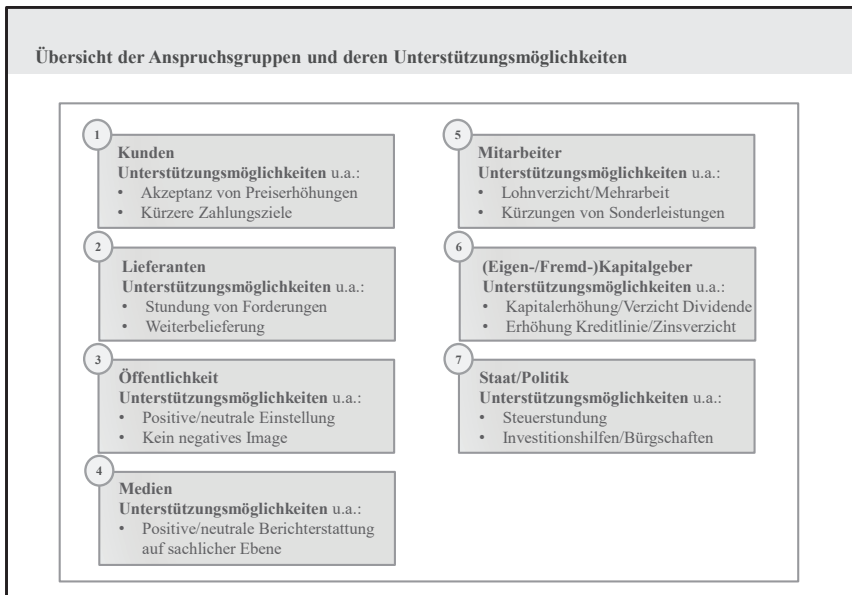 Übersicht der Anspruchsgruppen und deren Unterstützungsmöglichkeiten
1
Kunden
Unterstützungsmöglichkeiten u.a.:
• Akzeptanz von Preiserhöhungen
• Kürzere Zahlungsziele
2
Lieferanten
Unterstützungsmöglichkeiten u.a.:
• Stundung von Forderungen
• Weiterbelieferung
3
Öffentlichkeit
Unterstützungsmöglichkeiten u.a.:
• Positive/neutrale Einstellung
• Kein negatives Image
4
Medien
Unterstützungsmöglichkeiten u.a.:
• Positive/neutrale Berichterstattung
auf sachlicher Ebene
5
Mitarbeiter
Unterstützungsmöglichkeiten u.a.:
• Lohnverzicht/Mehrarbeit
• Kürzungen von Sonderleistungen
6
(Eigen-/Fremd-)Kapitalgeber
Unterstützungsmöglichkeiten u.a.:
• Kapitalerhöhung/Verzicht Dividende
• Erhöhung Kreditlinie/Zinsverzicht
7
Staat/Politik
Unterstützungsmöglichkeiten u.a.:
• Steuerstundung
• Investitionshilfen/Bürgschaften